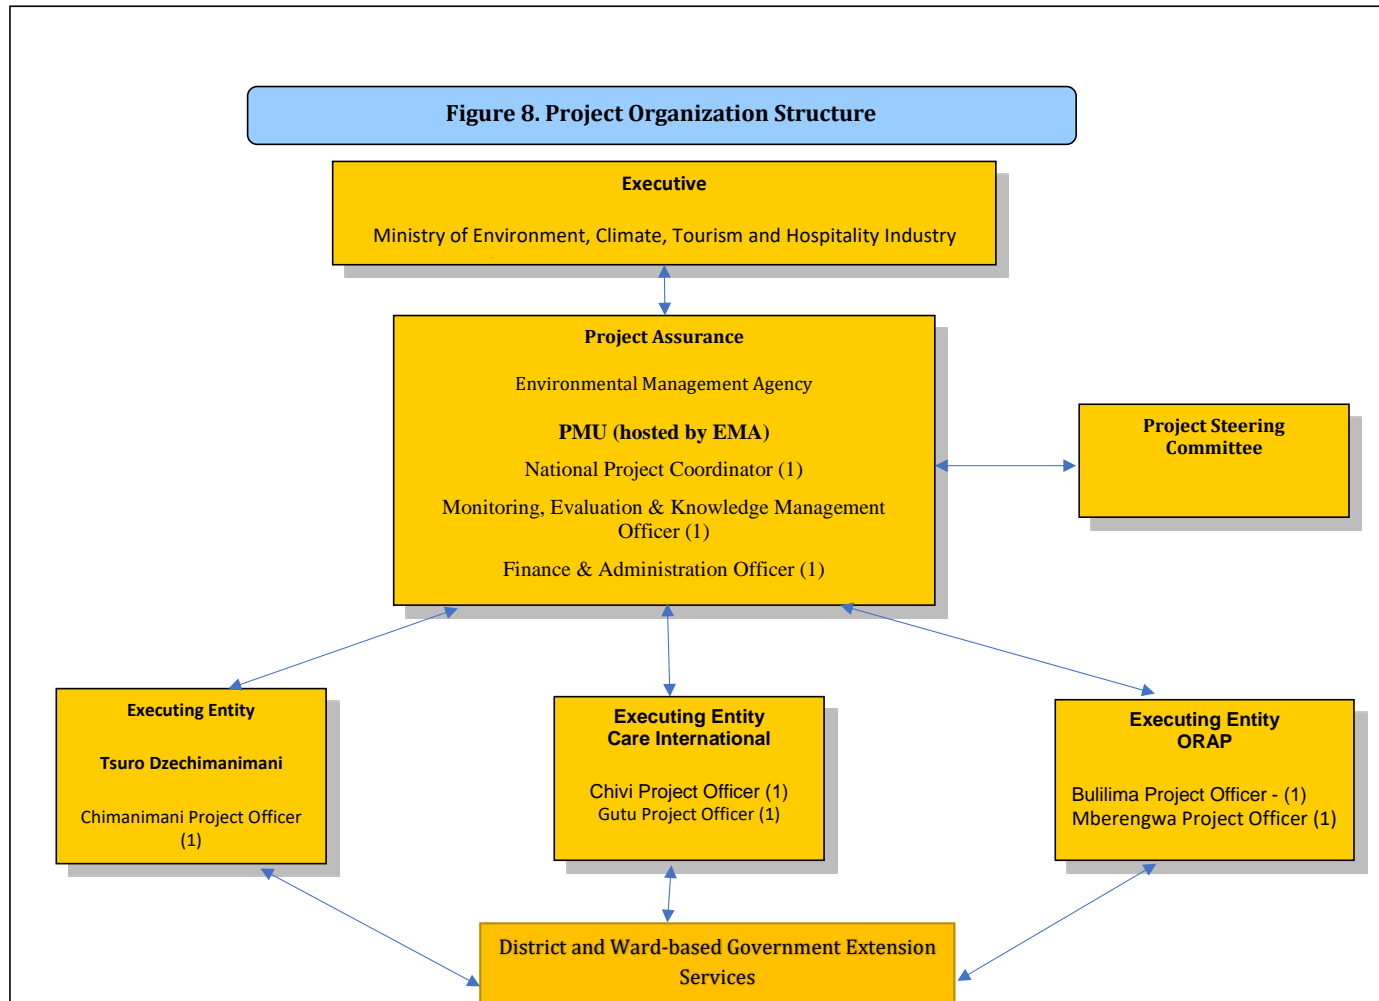 Figure 8. Project Organization Structure
Executive
Ministry of Environment, Climate, Tourism and Hospitality Industry
Project Assurance
Environmental Management Agency
PMU (hosted by EMA)
National Project Coordinator (1)
Monitoring, Evaluation & Knowledge Management
Officer (1)
Finance & Administration Officer (1)
Project Steering
Committee
Executing Entity
Tsuro Dzechimanimani
Chimanimani Project Officer
(1)
Executing Entity
Care International
Chivi Project Officer (1)
Gutu Project Officer (1)
Executing Entity
ORAP
Bulilima Project Officer - (1)
Mberengwa Project Officer (1)
District and Ward-based Government Extension
Services